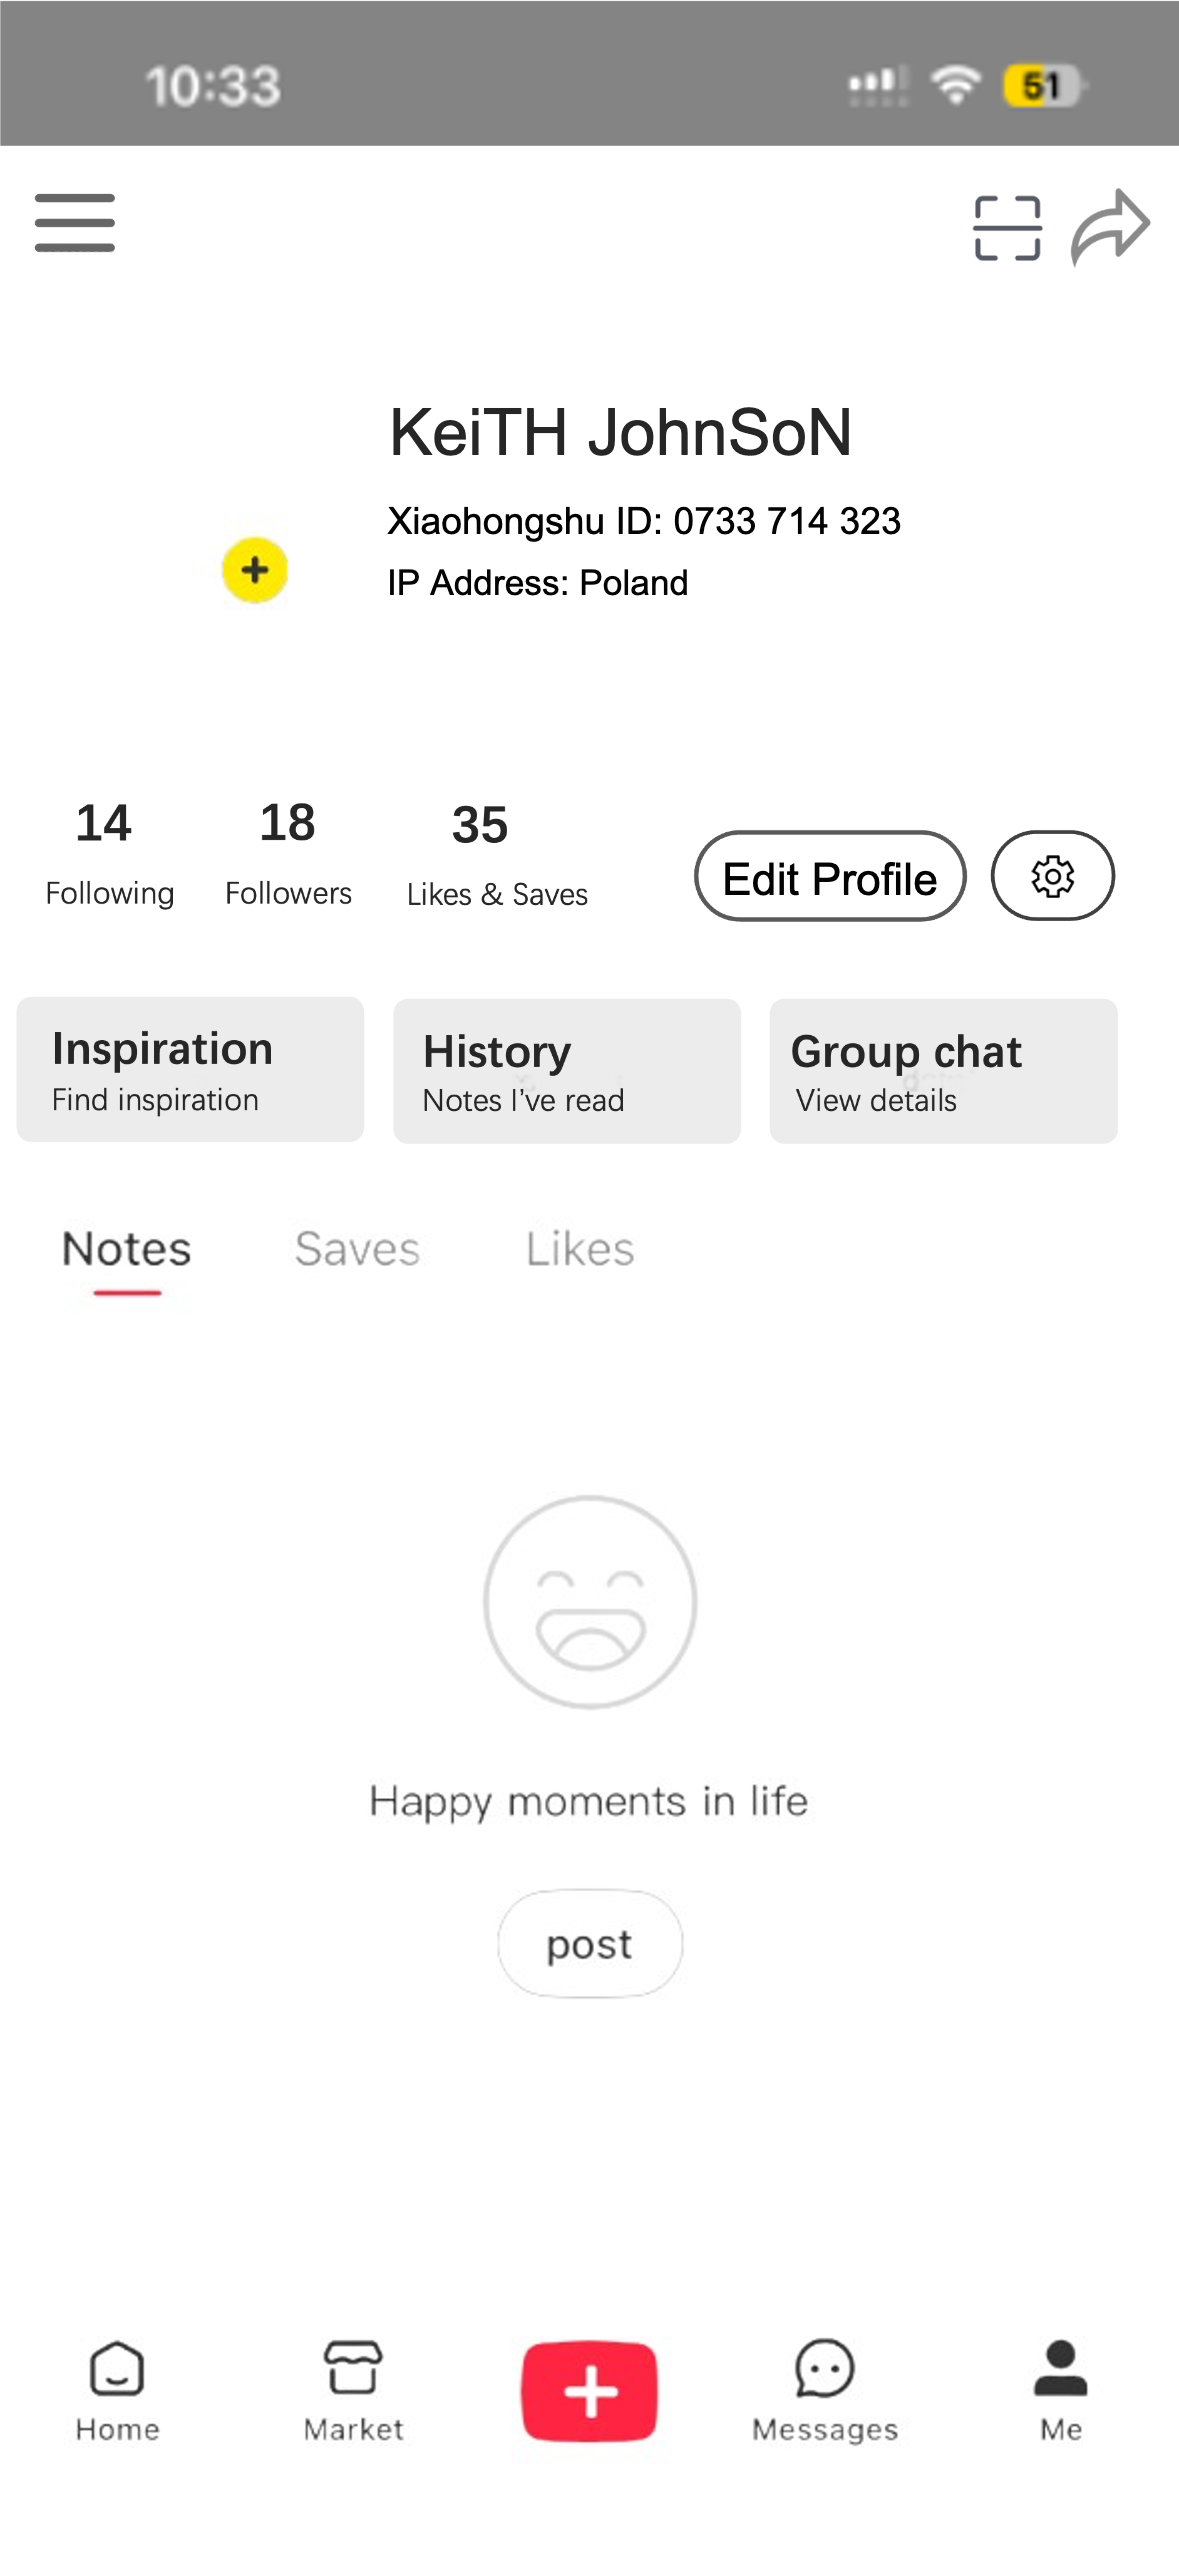 10:33
51
KeiTH JohnSoN
Xiaohongshu ID: 0733 714 323
IP Address: Poland
14 18 35
Following Followers Likes & Saves
Edit Profile
Inspiration History Group chat
Find inspiration Notes I’ve read View details
Notes Saves Likes
Happy moments in life
post
Home Market Messages Me